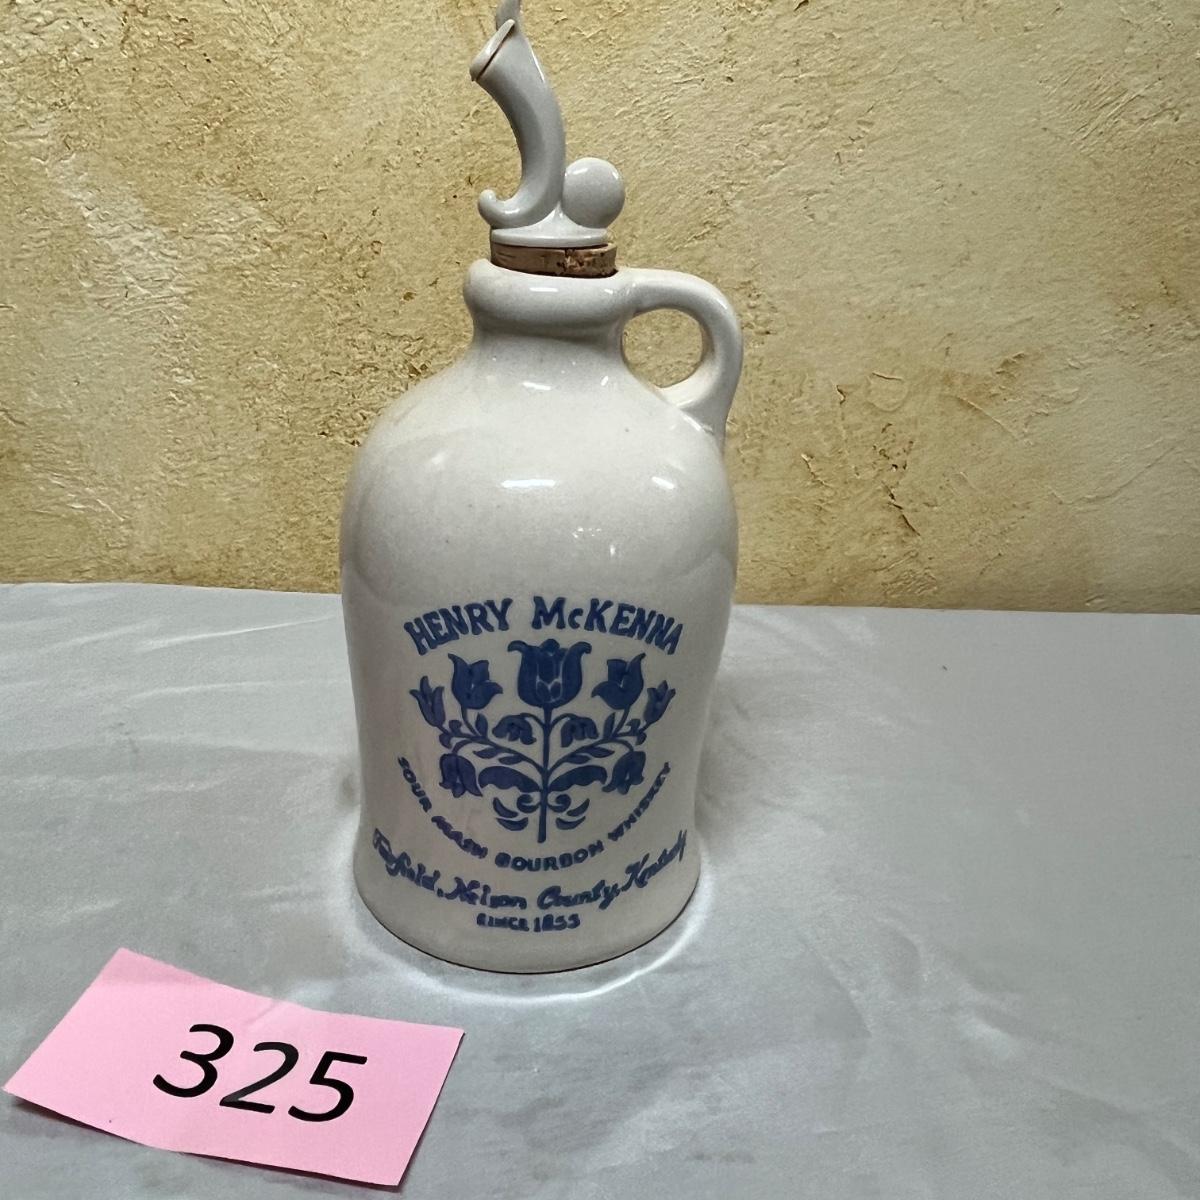 HENRY McKENNA
SOUR MASH BOURBON WHISKEY
Fairfield, Nelson County, Kentucky
SINCE 1855
325